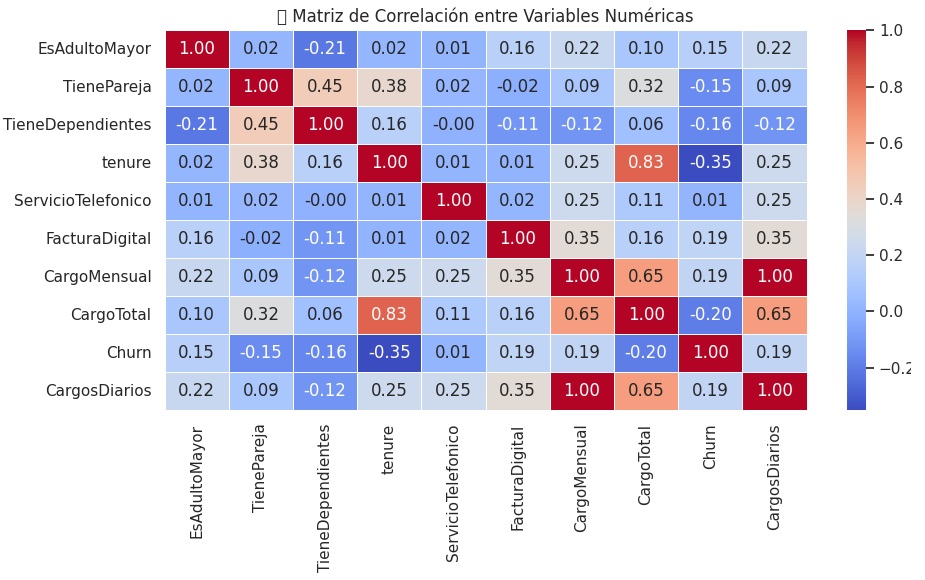 ▯ Matriz de Correlación entre Variables Numéricas
EsAdultoMayor 1.00 0.02 -0.21 0.02 0.01 0.16 0.22 0.10 0.15 0.22
TienePareja 0.02 1.00 0.45 0.38 0.02 -0.02 0.09 0.32 -0.15 0.09
TieneDependientes -0.21 0.45 1.00 0.16 -0.00 -0.11 -0.12 0.06 -0.16 -0.12
tenure 0.02 0.38 0.16 1.00 0.01 0.01 0.25 0.83 -0.35 0.25
ServicioTelefonico 0.01 0.02 -0.00 0.01 1.00 0.02 0.25 0.11 0.01 0.25
FacturaDigital 0.16 -0.02 -0.11 0.01 0.02 1.00 0.35 0.16 0.19 0.35
CargoMensual 0.22 0.09 -0.12 0.25 0.25 0.35 1.00 0.65 0.19 1.00
CargoTotal 0.10 0.32 0.06 0.83 0.11 0.16 0.65 1.00 -0.20 0.65
Churn 0.15 -0.15 -0.16 -0.35 0.01 0.19 0.19 -0.20 1.00 0.19
CargosDiarios 0.22 0.09 -0.12 0.25 0.25 0.35 1.00 0.65 0.19 1.00
EsAdultoMayor
TienePareja
TieneDependientes
tenure
ServicioTelefonico
FacturaDigital
CargoMensual
CargoTotal
Churn
CargosDiarios
1.0
0.8
0.6
0.4
0.2
0.0
−0.2